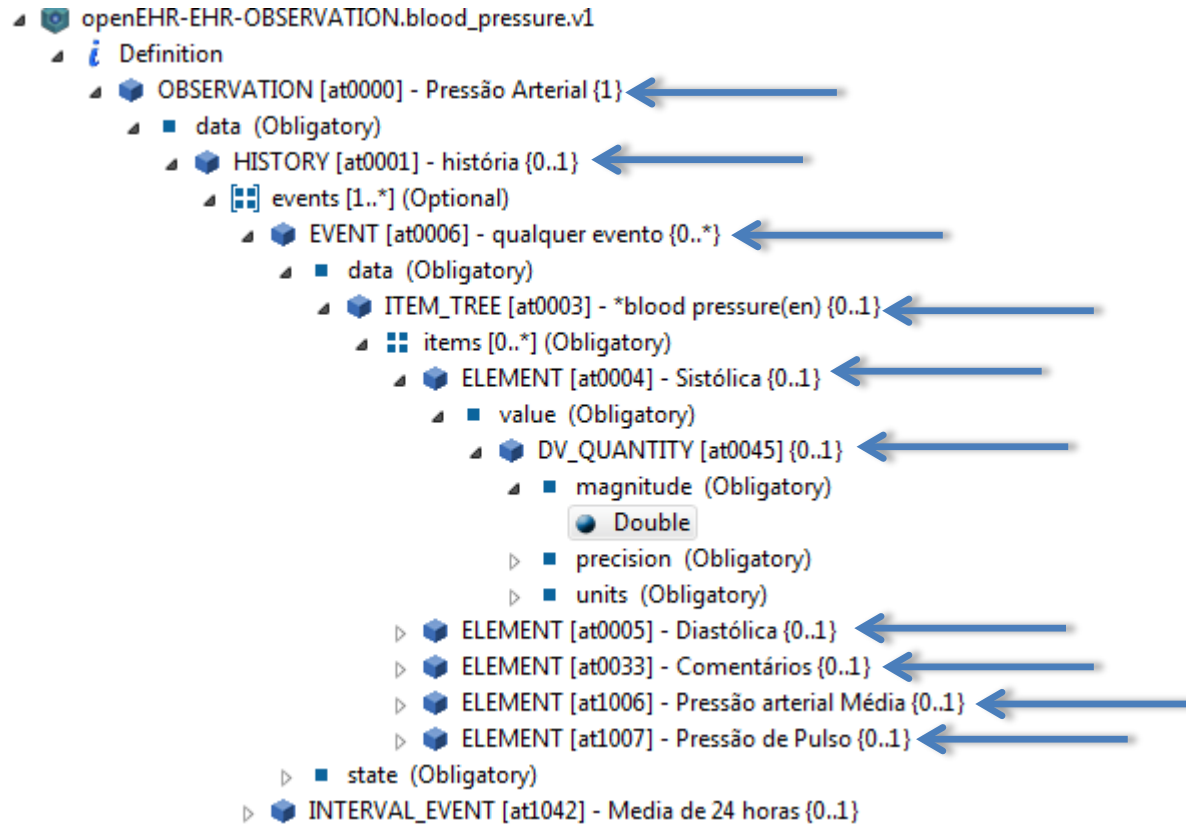 openEHR-EHR-OBSERVATION.blood_pressure.v1
Definition
OBSERVATION [at0000] - Pressão Arterial {1}
data (Obligatory)
HISTORY [at0001] - história {0..1}
events [1..*] (Optional)
EVENT [at0006] - qualquer evento {0..*}
data (Obligatory)
ITEM_TREE [at0003] - *blood pressure(en) {0..1}
items [0..*] (Obligatory)
ELEMENT [at0004] - Sistólica {0..1}
value (Obligatory)
DV_QUANTITY [at0045] {0..1}
magnitude (Obligatory)
Double
precision (Obligatory)
units (Obligatory)
ELEMENT [at0005] - Diastólica {0..1}
ELEMENT [at0033] - Comentários {0..1}
ELEMENT [at1006] - Pressão arterial Média {0..1}
ELEMENT [at1007] - Pressão de Pulso {0..1}
state (Obligatory)
INTERVAL_EVENT [at1042] - Media de 24 horas {0..1}